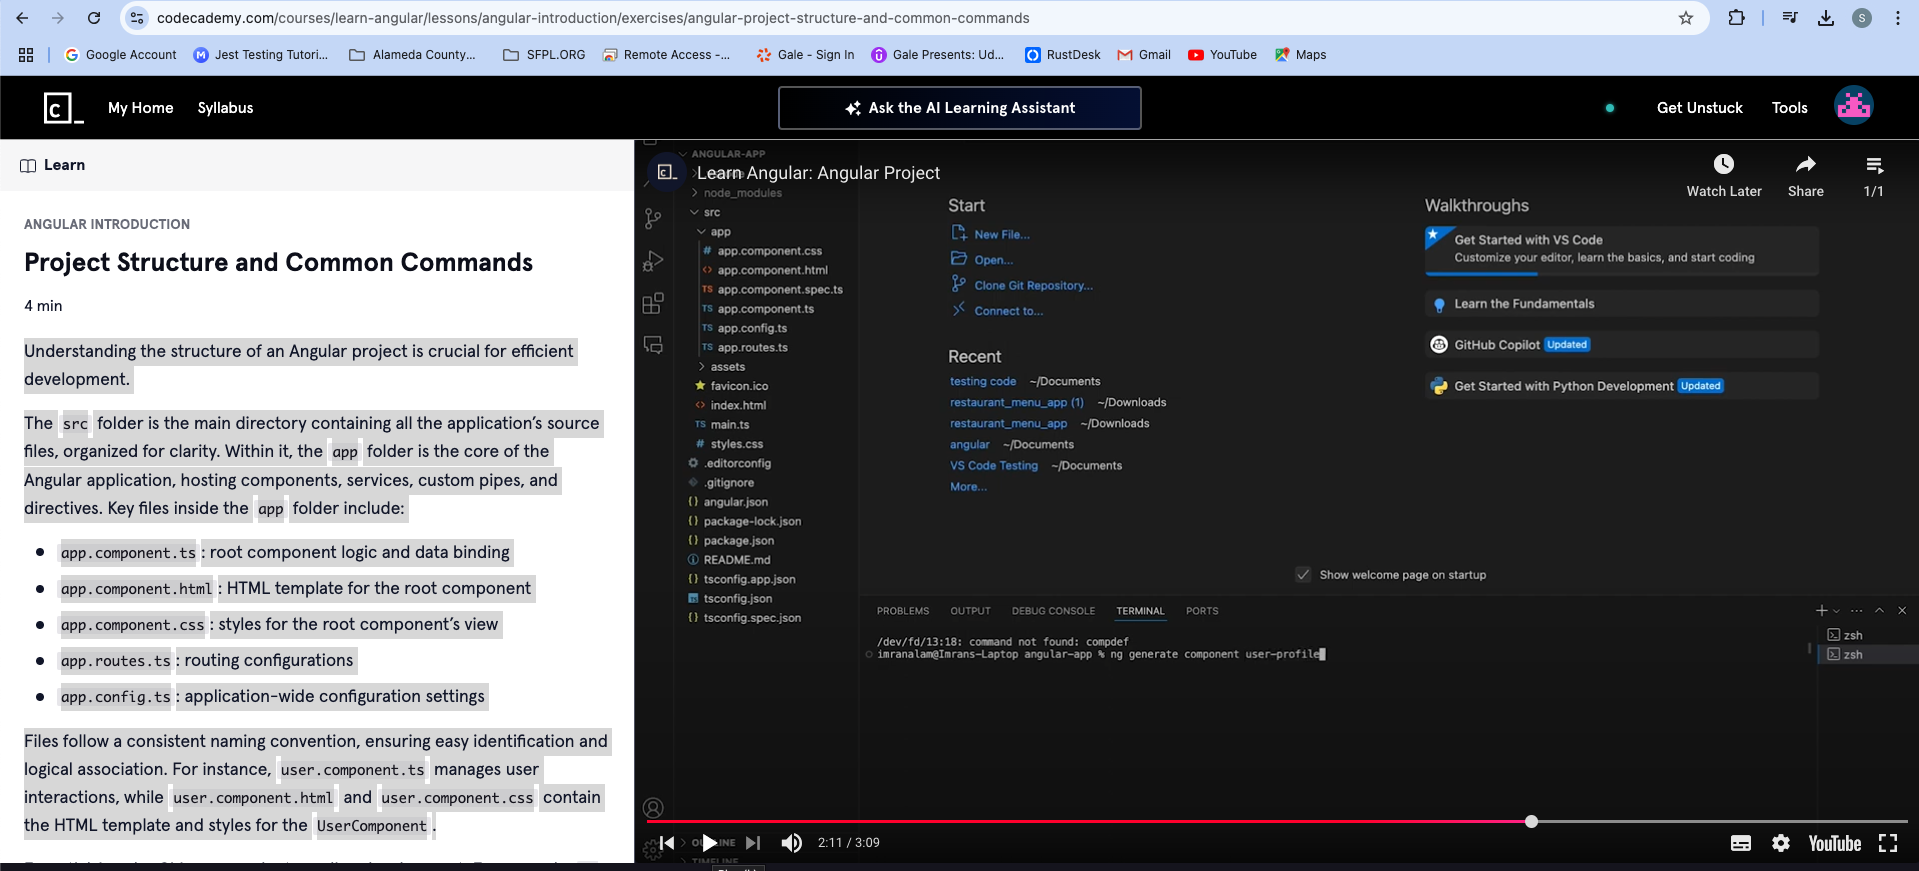 codecademy.com/courses/learn-angular/lessons/angular-introduction/exercises/angular-project-structure-and-common-commands
S
Google Account
Jest Testing Tutori...
Alameda County...
SFPL.ORG
Remote Access -...
Gale - Sign In
Gale Presents: Ud...
RustDesk
Gmail
YouTube
Maps
My Home
Syllabus
Ask the AI Learning Assistant
Get Unstuck
Tools
Learn
ANGULAR INTRODUCTION
Project Structure and Common Commands
4 min
Understanding the structure of an Angular project is crucial for efficient
development.
The src folder is the main directory containing all the application's source
files, organized for clarity. Within it, the app folder is the core of the
Angular application, hosting components, services, custom pipes, and
directives. Key files inside the app folder include:
app.component.ts : root component logic and data binding
app.component.html : HTML template for the root component
app.component.css : styles for the root component's view
app.routes.ts : routing configurations
app.config.ts : application-wide configuration settings
Files follow a consistent naming convention, ensuring easy identification and
logical association. For instance, user.component.ts manages user
interactions, while user.component.html and user.component.css contain
the HTML template and styles for the UserComponent .
ANGULAR-APP
Learn Angular: Angular Project
Watch Later
Share
1/1
node_modules
src
app
app.component.css
app.component.html
TS app.component.spec.ts
TS app.component.ts
TS app.config.ts
TS app.routes.ts
assets
favicon.ico
index.html
TS main.ts
# styles.css
.editorconfig
.gitignore
{} angular.json
{} package-lock.json
{} package.json
README.md
{} tsconfig.app.json
tsconfig.json
{} tsconfig.spec.json
OUTLINE
TIMELINE
Start
New File...
Open...
Clone Git Repository...
Connect to...
Recent
testing code ~/Documents
restaurant_menu_app (1) ~/Downloads
restaurant_menu_app ~/Downloads
angular ~/Documents
VS Code Testing ~/Documents
More...
Walkthroughs
Get Started with VS Code
Customize your editor, learn the basics, and start coding
Learn the Fundamentals
GitHub Copilot Updated
Get Started with Python Development Updated
Show welcome page on startup
PROBLEMS
OUTPUT
DEBUG CONSOLE
TERMINAL
PORTS
/dev/fd/13:18: command not found: compdef
imranalam@Imrans-Laptop angular-app % ng generate component user-profile
zsh
zsh
2:11 / 3:09
YouTube